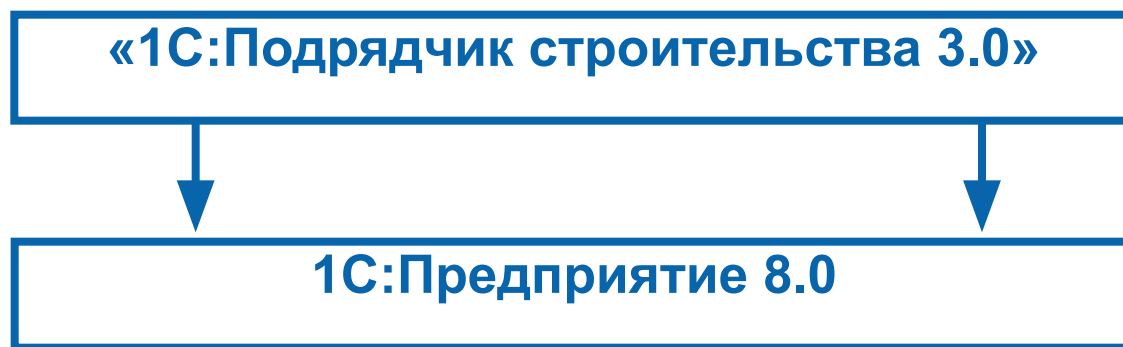 «1С:Подрядчик строительства 3.0»
1С:Предприятие 8.0